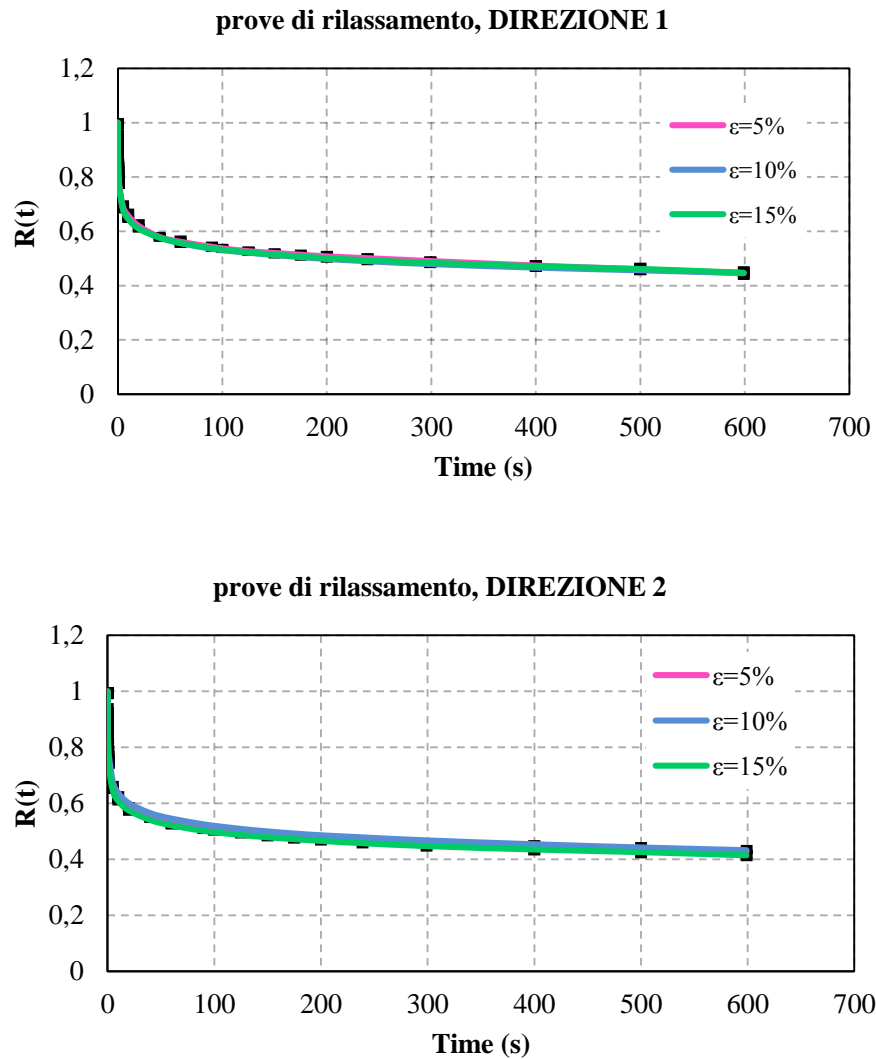 prove di rilassamento, DIREZIONE 1
1,2
1
0,8
0,6
0,4
0,2
0
R(t)
ε=5%
ε=10%
ε=15%
0 100 200 300 400 500 600 700
Time (s)
prove di rilassamento, DIREZIONE 2
1,2
1
0,8
0,6
0,4
0,2
0
R(t)
ε=5%
ε=10%
ε=15%
0 100 200 300 400 500 600 700
Time (s)